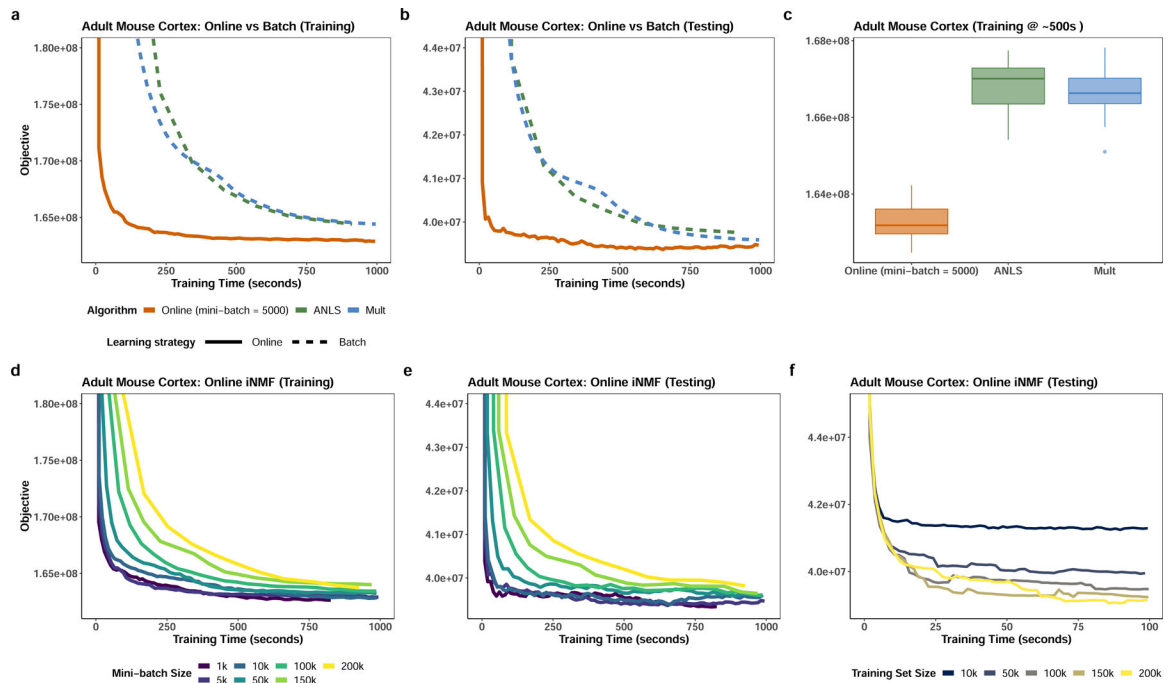 a
Adult Mouse Cortex: Online vs Batch (Training)
1.80e+08
1.75e+08
1.70e+08
1.65e+08
Objective
0 250 500 750 1000
Training Time (seconds)
b
Adult Mouse Cortex: Online vs Batch (Testing)
4.4e+07
4.3e+07
4.2e+07
4.1e+07
4.0e+07
0 250 500 750 1000
Training Time (seconds)
c
Adult Mouse Cortex (Training @ ~500s )
1.68e+08
1.66e+08
1.64e+08
Online (mini−batch = 5000) ANLS Mult
Algorithm Online (mini−batch = 5000) ANLS Mult
Learning strategy Online Batch
d
Adult Mouse Cortex: Online iNMF (Training)
1.80e+08
1.75e+08
1.70e+08
1.65e+08
Objective
0 250 500 750 1000
Training Time (seconds)
e
Adult Mouse Cortex: Online iNMF (Testing)
4.4e+07
4.3e+07
4.2e+07
4.1e+07
4.0e+07
0 250 500 750 1000
Training Time (seconds)
f
Adult Mouse Cortex: Online iNMF (Testing)
4.4e+07
4.2e+07
4.0e+07
0 25 50 75 100
Training Time (seconds)
Mini−batch Size 1k 10k 100k 200k
5k 50k 150k
Training Set Size 10k 50k 100k 150k 200k